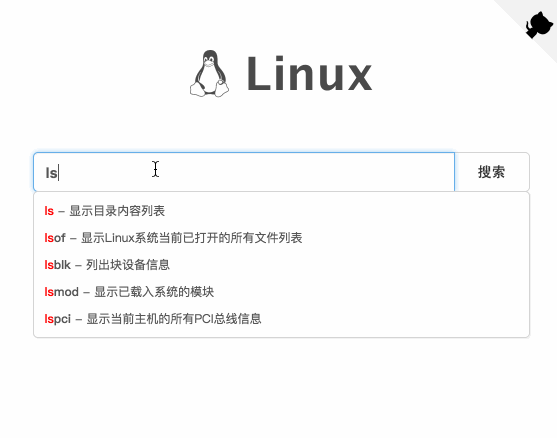 Linux
ls
搜索
ls – 显示目录内容列表
lsof – 显示Linux系统当前已打开的所有文件列表
lsblk – 列出块设备信息
lsmod – 显示已载入系统的模块
lspci – 显示当前主机的所有PCI总线信息